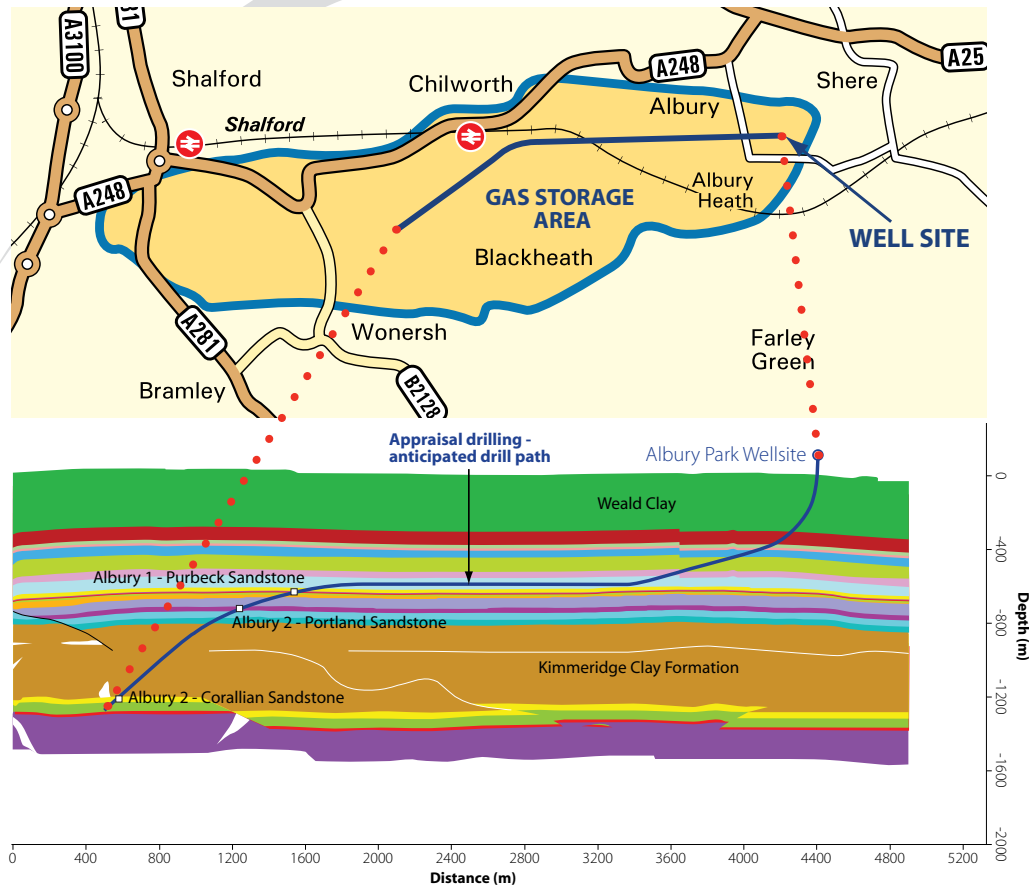 A3100
31
A248
A25
Shalford
Chilworth
Shere
Albury
Shalford
A248
Albury
Heath
GAS STORAGE
AREA
WELL SITE
Blackheath
A281
Wonersh
Farley
Green
Bramley
B2128
Appraisal drilling -
anticipated drill path
Albury Park Wellsite
Weald Clay
Albury 1 - Purbeck Sandstone
Albury 2 - Portland Sandstone
Kimmeridge Clay Formation
Albury 2 - Corallian Sandstone
0
-400
-800
-1200
-1600
-2000
Depth (m)
0 400 800 1200 1600 2000 2400 2800 3200 3600 4000 4400 4800 5200
Distance (m)